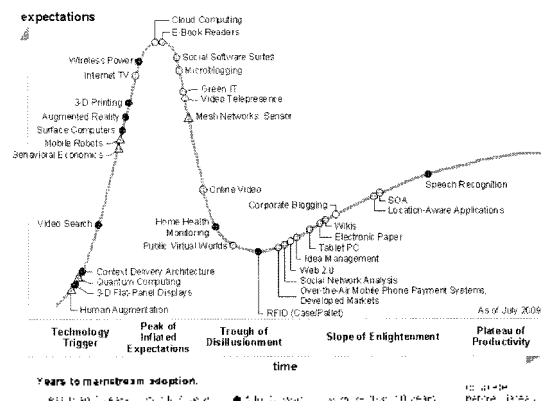 expectations
Cloud Computing
E-Book Readers
Wireless Power
Social Software Suites
Internet TV
Microblogging
Green IT
3-D Printing
Video Telepresence
Augmented Reality
Mesh Networks: Sensor
Surface Computers
Mobile Robots
Behavioral Economics
Speech Recognition
Online Video
SOA
Corporate Blogging
Location-Aware Applications
Video Search
Home Health
Monitoring
Wikis
Electronic Paper
Public Virtual Worlds
Tablet PC
Idea Management
Web 2.0
Context Delivery Architecture
Social Network Analysis
Quantum Computing
Over-the-Air Mobile Phone Payment Systems,
3-D Flat-Panel Displays
Developed Markets
Human Augmentation
RFID (Case/Pallet)
As of July 2009
Technology
Trigger
Peak of
Inflated
Expectations
Trough of
Disillusionment
Slope of Enlightenment
Plateau of
Productivity
time
Years to mainstream adoption: